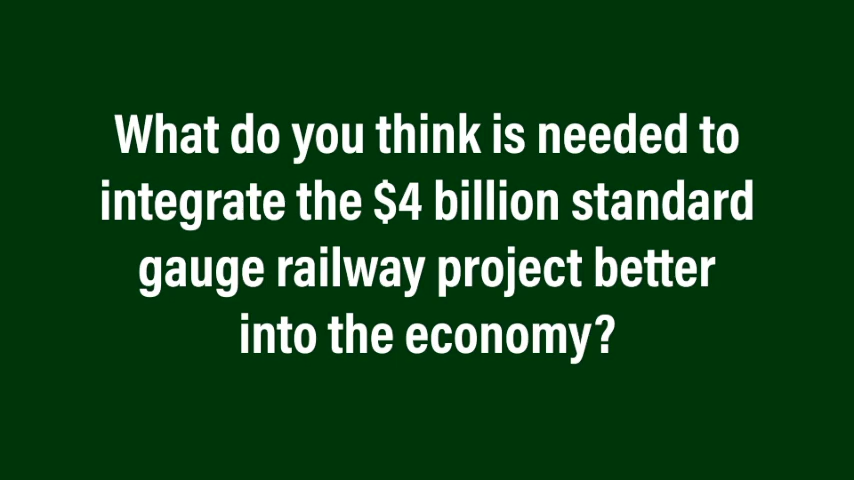 What do you think is needed to
integrate the $4 billion standard
gauge railway project better
into the economy?